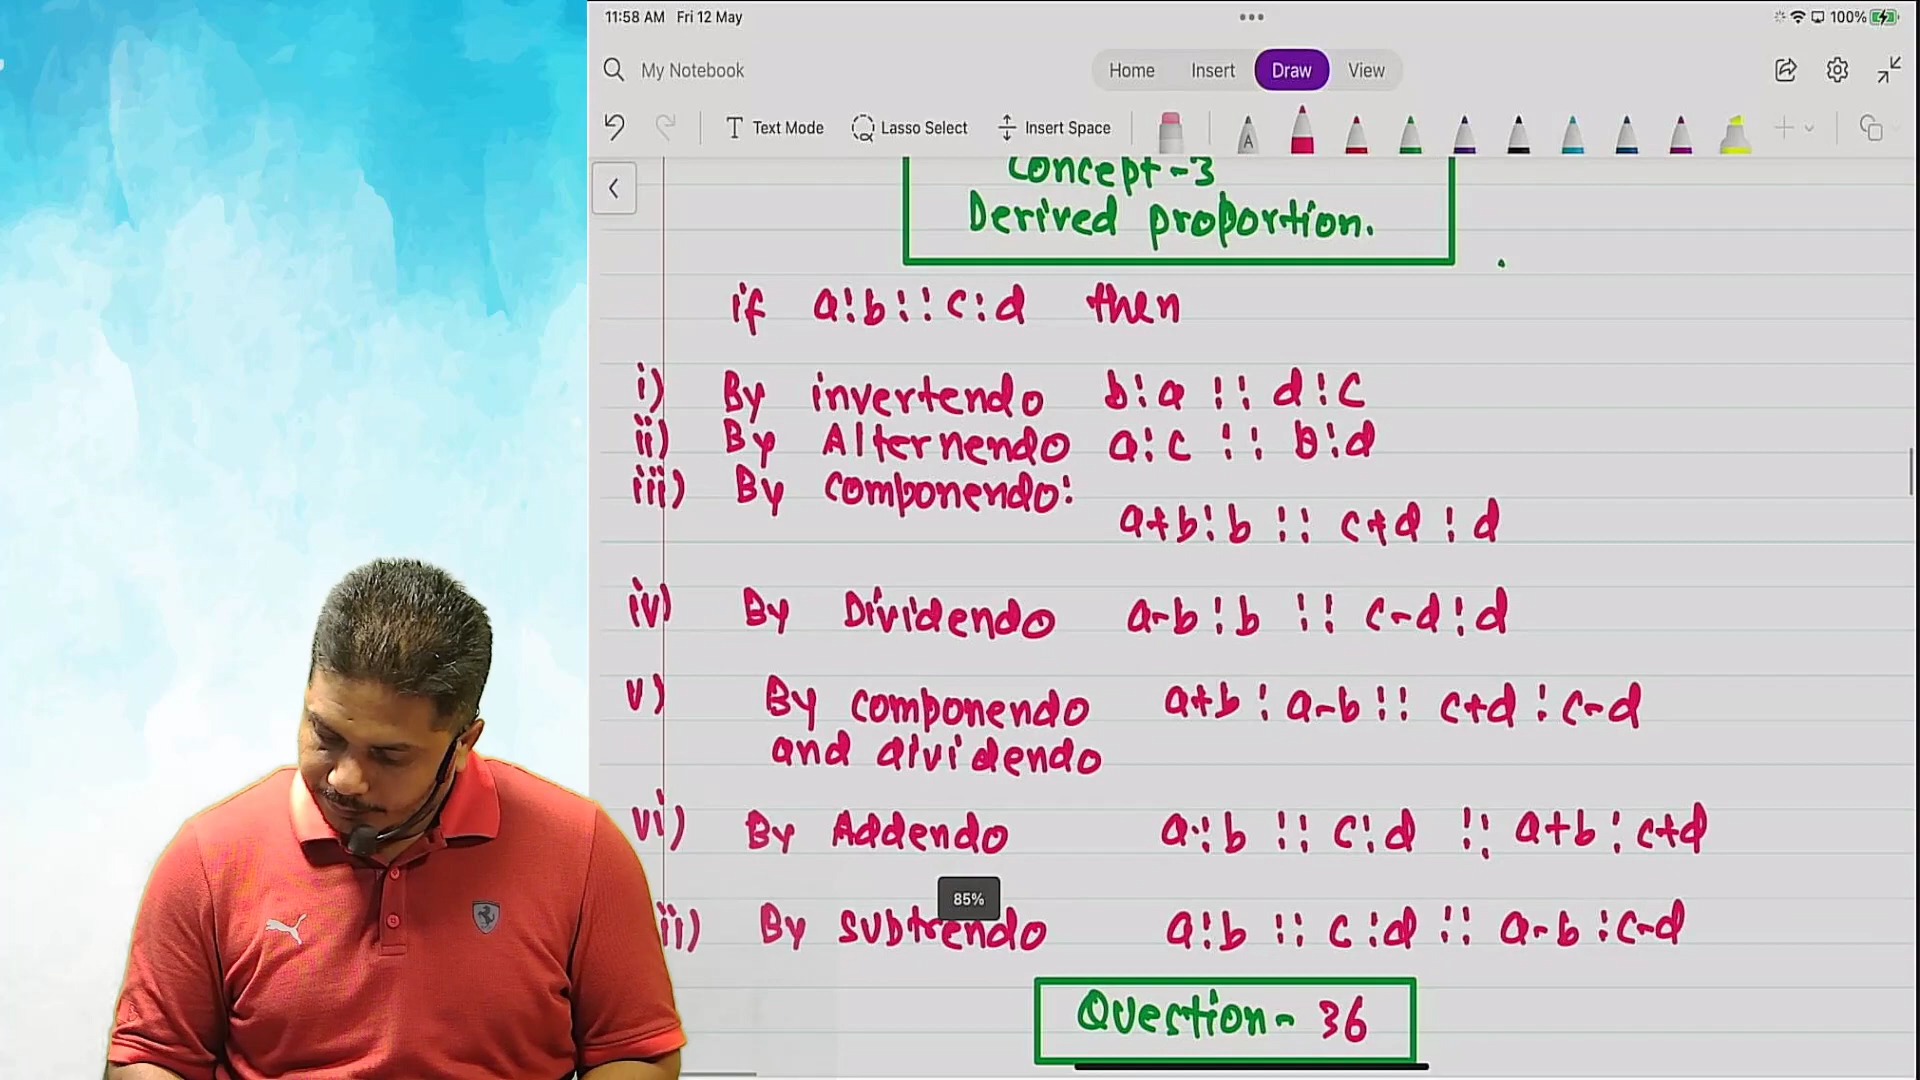 11:58 AM Fri 12 May
100%
My Notebook
Home Insert Draw View
Text Mode Lasso Select Insert Space
A
Concept-3
Derived proportion.
if a:b::c:d then
i) By invertendo b:a :: d:c
ii) By Alternendo a:c :: b:d
iii) By componendo:
a+b:b :: c+d : d
iv) By Dividendo a-b:b :: c-d:d
v) By componendo a+b : a-b :: c+d : c-d
and dividendo
vi) By Addendo a:b :: c:d :: a+b : c+d
85%
ii) By subtrendo a:b :: c:d :: a-b : c-d
Question- 36